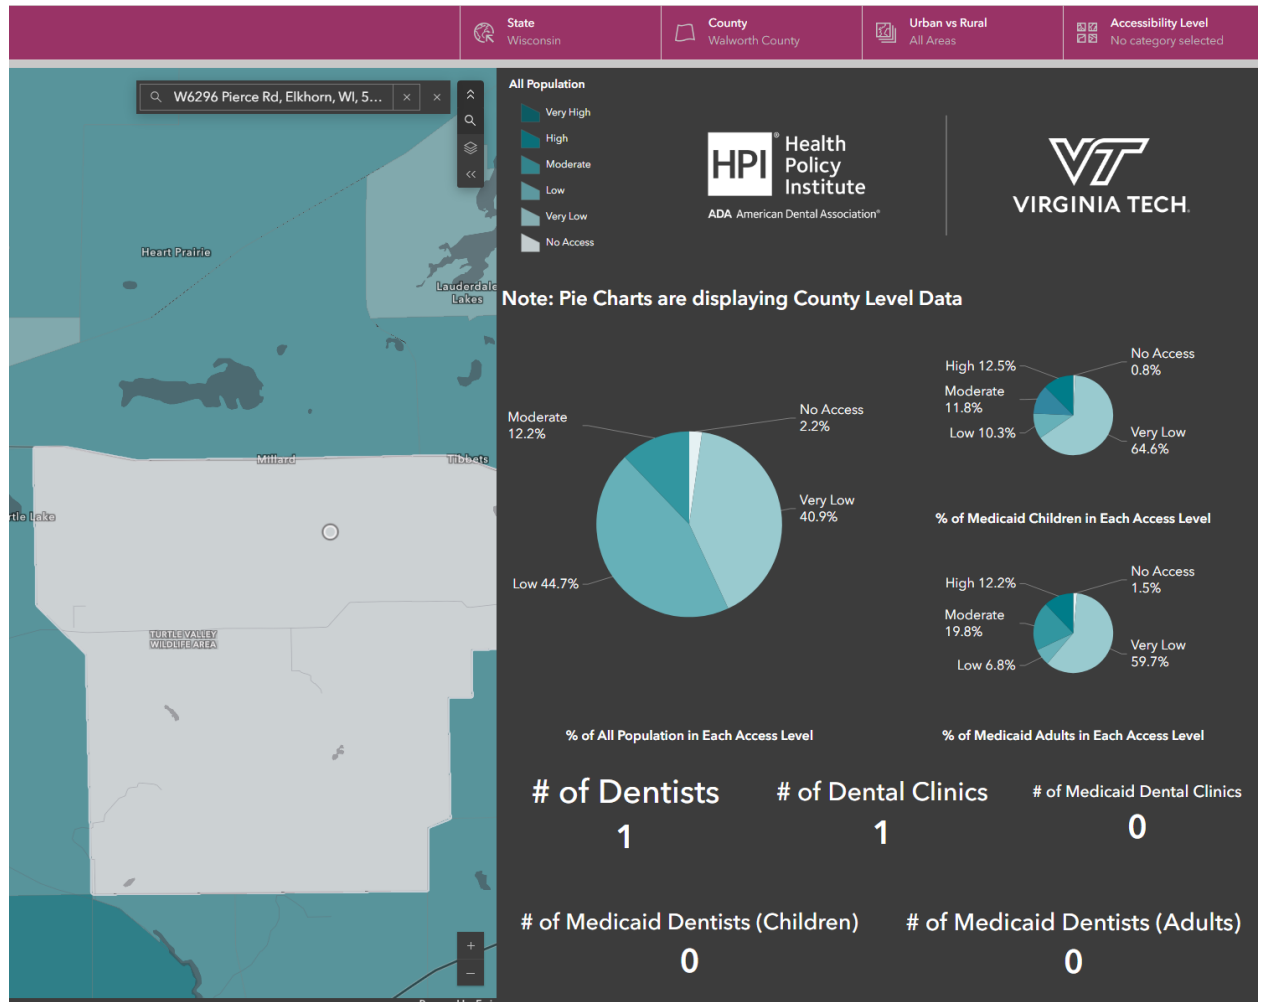 State
Wisconsin
County
Walworth County
Urban vs Rural
All Areas
Accessibility Level
No category selected
W6296 Pierce Rd, Elkhorn, WI, 5...
Heart Prairie
Lauderdale
Lakes
Millard
Tibbets
rtle Lake
TURTLE VALLEY
WILDLIFE AREA
All Population
Very High
High
Moderate
Low
Very Low
No Access
HPI® Health
Policy
Institute
ADA American Dental Association®
VT
VIRGINIA TECH.
Note: Pie Charts are displaying County Level Data
Moderate
12.2%
No Access
2.2%
Very Low
40.9%
Low 44.7%
% of All Population in Each Access Level
High 12.5%
Moderate
11.8%
Low 10.3%
No Access
0.8%
Very Low
64.6%
% of Medicaid Children in Each Access Level
High 12.2%
Moderate
19.8%
Low 6.8%
No Access
1.5%
Very Low
59.7%
% of Medicaid Adults in Each Access Level
# of Dentists
1
# of Dental Clinics
1
# of Medicaid Dental Clinics
0
# of Medicaid Dentists (Children)
0
# of Medicaid Dentists (Adults)
0